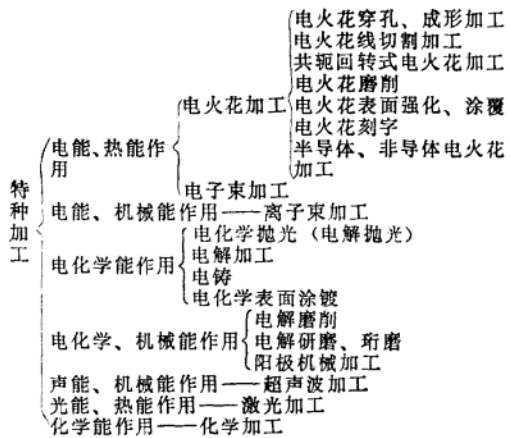 电火花穿孔、成形加工
电火花线切割加工
共轭回转式电火花加工
电火花磨削
电火花加工
电火花表面强化、涂覆
电火花刻字
电能、热能作
用
半导体、非导体电火花
加工
特种加工
电子束加工
电能、机械能作用——离子束加工
电化学抛光（电解抛光）
电化学能作用
电解加工
电铸
电化学表面涂镀
电解磨削
电化学、机械能作用
电解研磨、珩磨
阳极机械加工
声能、机械能作用——超声波加工
光能、热能作用——激光加工
化学能作用——化学加工